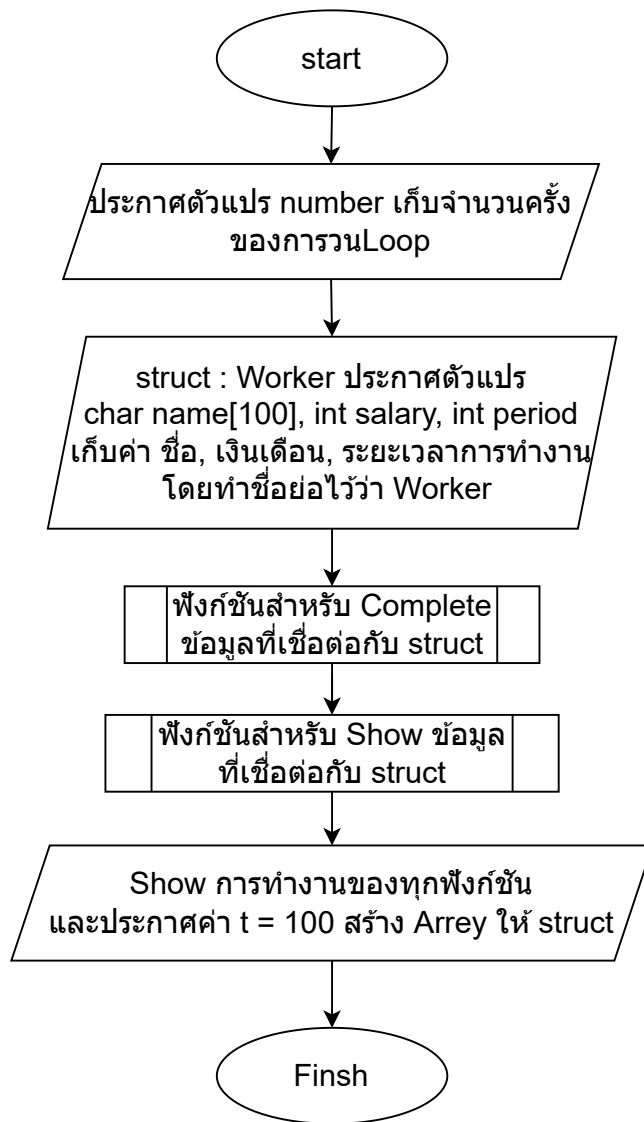 start
ประกาศตัวแปร number เก็บจำนวนครั้ง
ของการวนLoop
struct : Worker ประกาศตัวแปร
char name[100], int salary, int period
เก็บค่า ชื่อ, เงินเดือน, ระยะเวลาการทำงาน
โดยทำชื่อย่อไว้ว่า Worker
ฟังก์ชันสำหรับ Complete
ข้อมูลที่เชื่อต่อกับ struct
ฟังก์ชันสำหรับ Show ข้อมูล
ที่เชื่อต่อกับ struct
Show การทำงานของทุกฟังก์ชัน
และประกาศค่า t = 100 สร้าง Arrey ให้ struct
Finsh